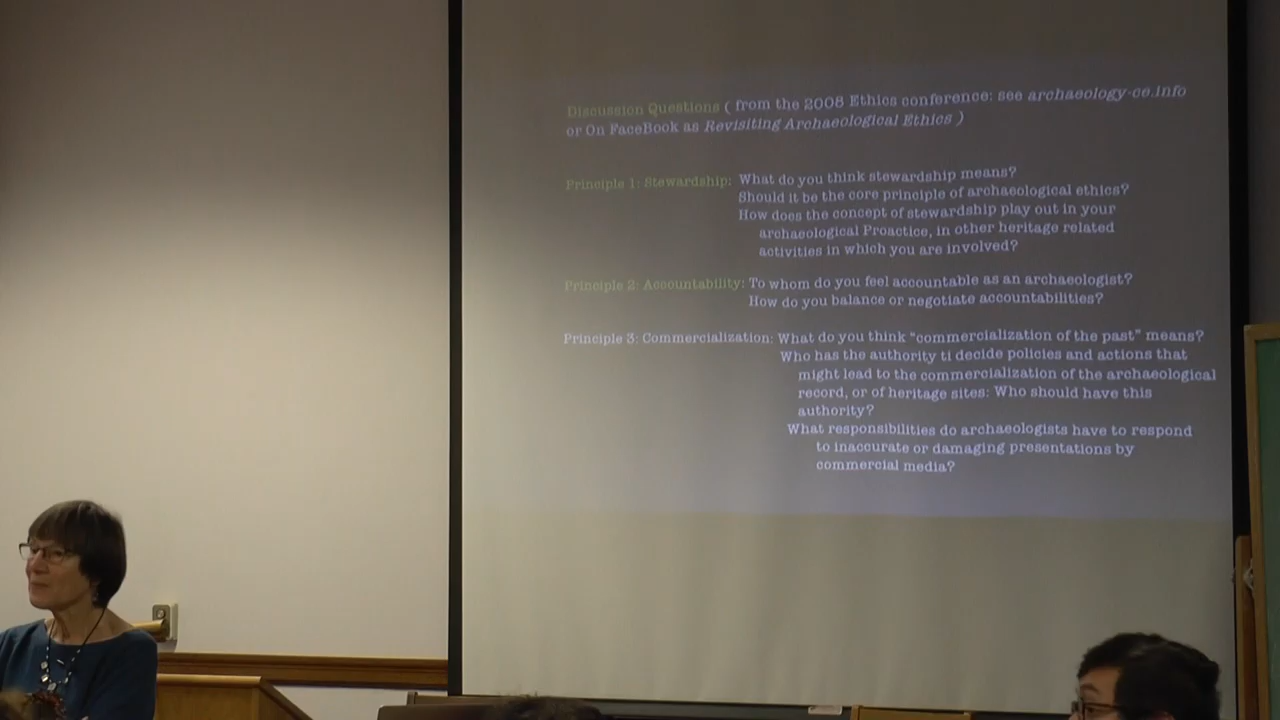 Discussion Questions ( from the 2008 Ethics conference: see archaeology-ce.info
or On FaceBook as Revisiting Archaeological Ethics )
Principle 1: Stewardship: What do you think stewardship means?
Should it be the core principle of archaeological ethics?
How does the concept of stewardship play out in your
archaeological Proactice, in other heritage related
activities in which you are involved?
Principle 2: Accountability: To whom do you feel accountable as an archaeologist?
How do you balance or negotiate accountabilities?
Principle 3: Commercialization: What do you think “commercialization of the past” means?
Who has the authority ti decide policies and actions that
might lead to the commercialization of the archaeological
record, or of heritage sites: Who should have this
authority?
What responsibilities do archaeologists have to respond
to inaccurate or damaging presentations by
commercial media?